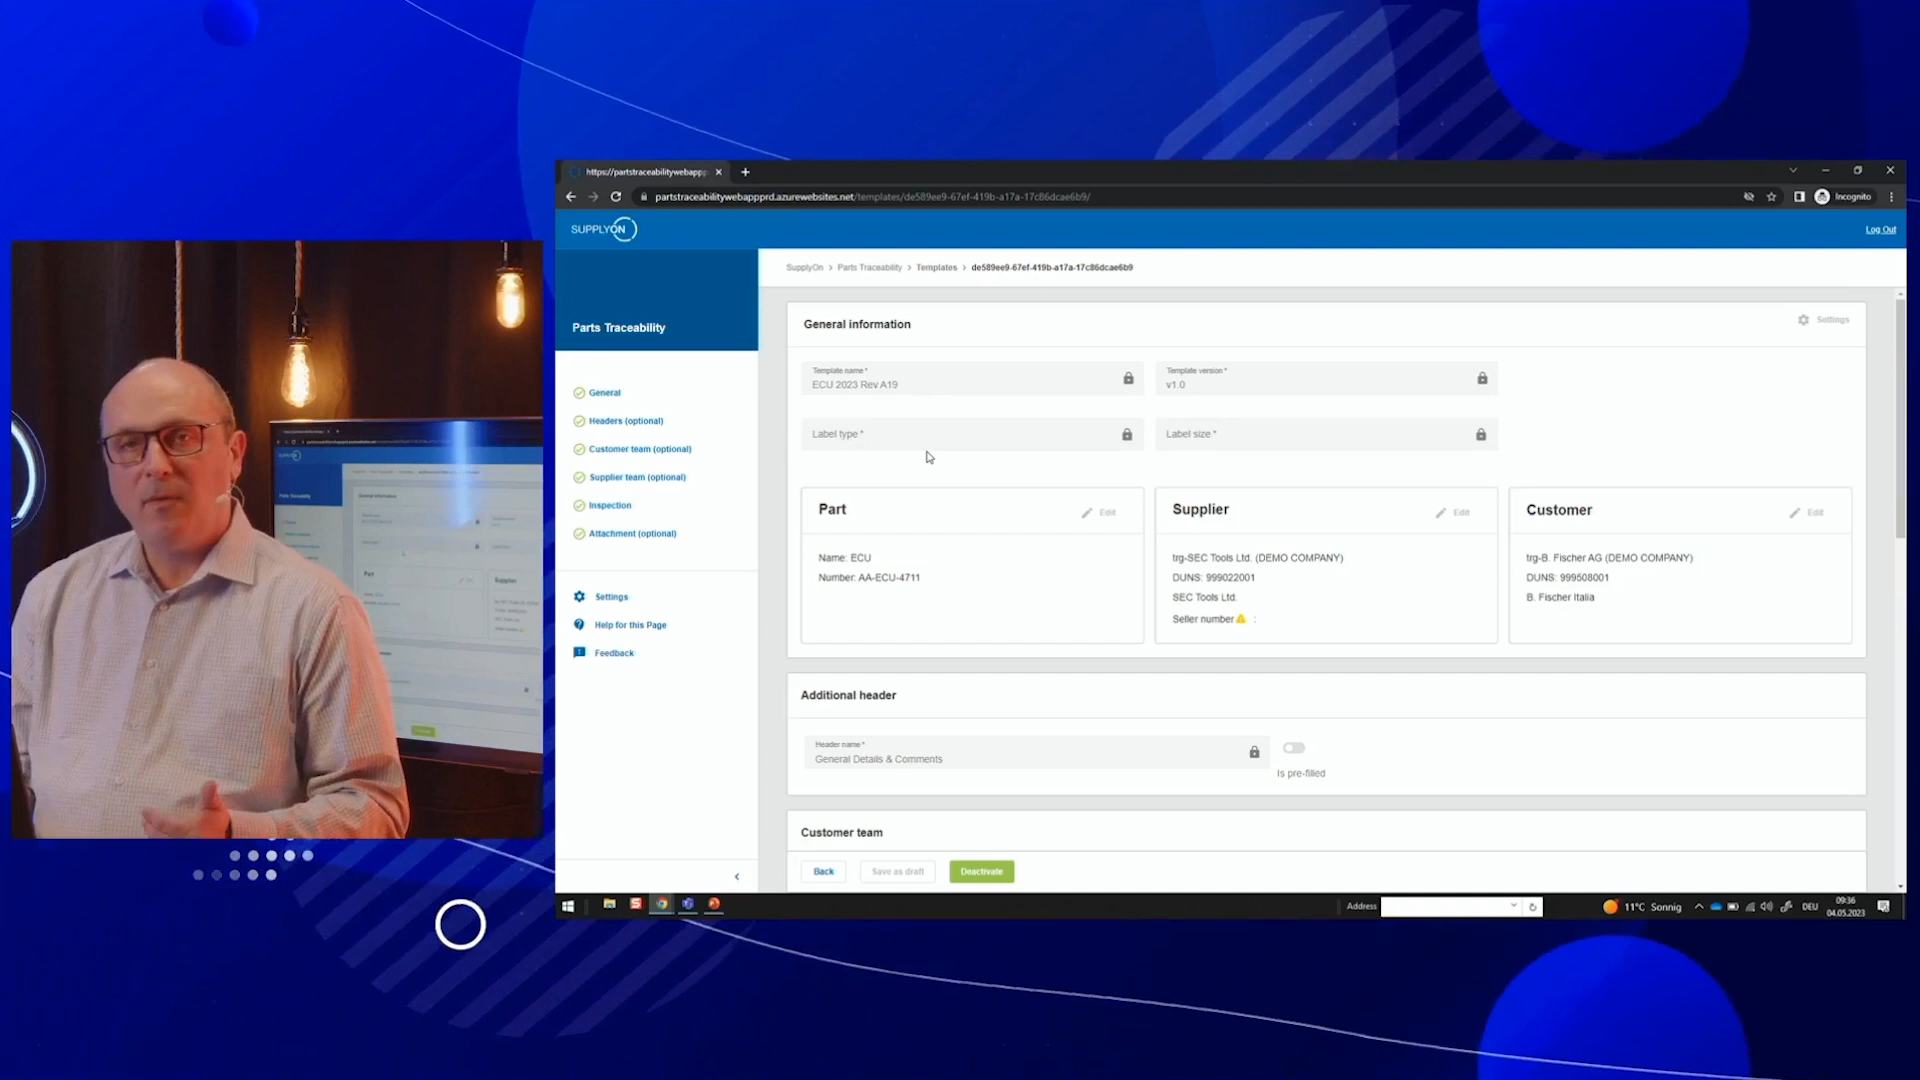 https://partstraceabilitywebappp
partstraceabilitywebappprd.azurewebsites.net/templates/de589ee9-67ef-419b-a17a-17c86dcae6b9/
Incognito
SUPPLYON
Log Out
SupplyOn > Parts Traceability > Templates > de589ee9-67ef-419b-a17a-17c86dcae6b9
Parts Traceability
General
Headers (optional)
Customer team (optional)
Supplier team (optional)
Inspection
Attachment (optional)
Settings
Help for this Page
Feedback
General information
Settings
Template name *
ECU 2023 Rev A19
Template version *
v1.0
Label type *
Label size *
Part
Edit
Name: ECU
Number: AA-ECU-4711
Supplier
Edit
trg-SEC Tools Ltd. (DEMO COMPANY)
DUNS: 999022001
SEC Tools Ltd.
Seller number :
Customer
Edit
trg-B. Fischer AG (DEMO COMPANY)
DUNS: 999508001
B. Fischer Italia
Additional header
Header name *
General Details & Comments
Is pre-filled
Customer team
Back
Save as draft
Deactivate
Address
11°C Sonnig
DEU
09:36
04.05.2023